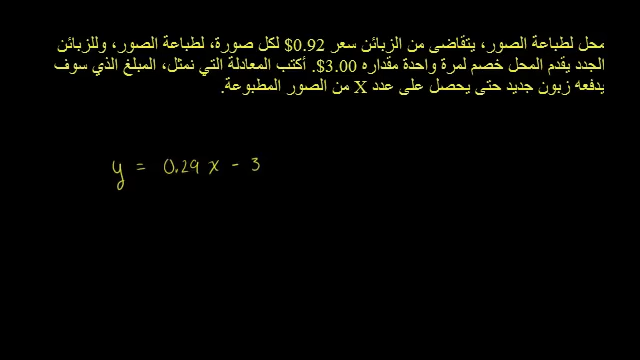 محل لطباعة الصور، يتقاضى من الزبائن سعر 0.92$ لكل صورة، لطباعة الصور، وللزبائن
الجدد يقدم المحل خصم لمرة واحدة مقداره 3.00$. أكتب المعادلة التي نمثل، المبلغ الذي سوف
يدفعه زبون جديد حتى يحصل على عدد X من الصور المطبوعة.
y = 0.29 x - 3